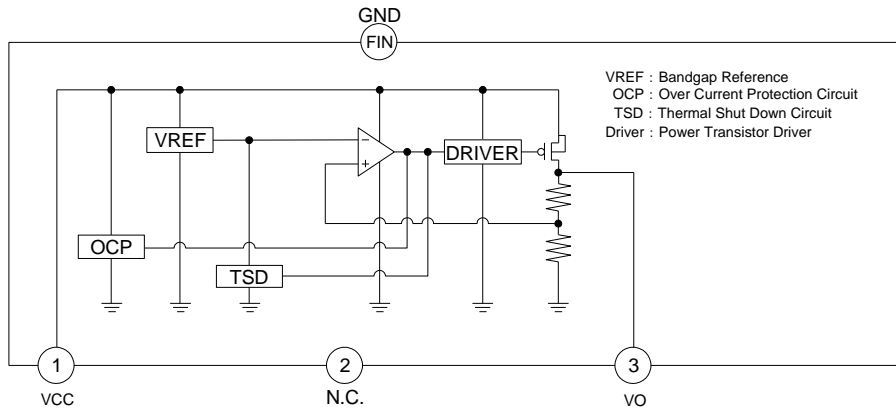 GND
FIN
VREF : Bandgap Reference
OCP : Over Current Protection Circuit
TSD : Thermal Shut Down Circuit
Driver : Power Transistor Driver
VREF
−
+
DRIVER
OCP
TSD
1
2
3
VCC
N.C.
VO